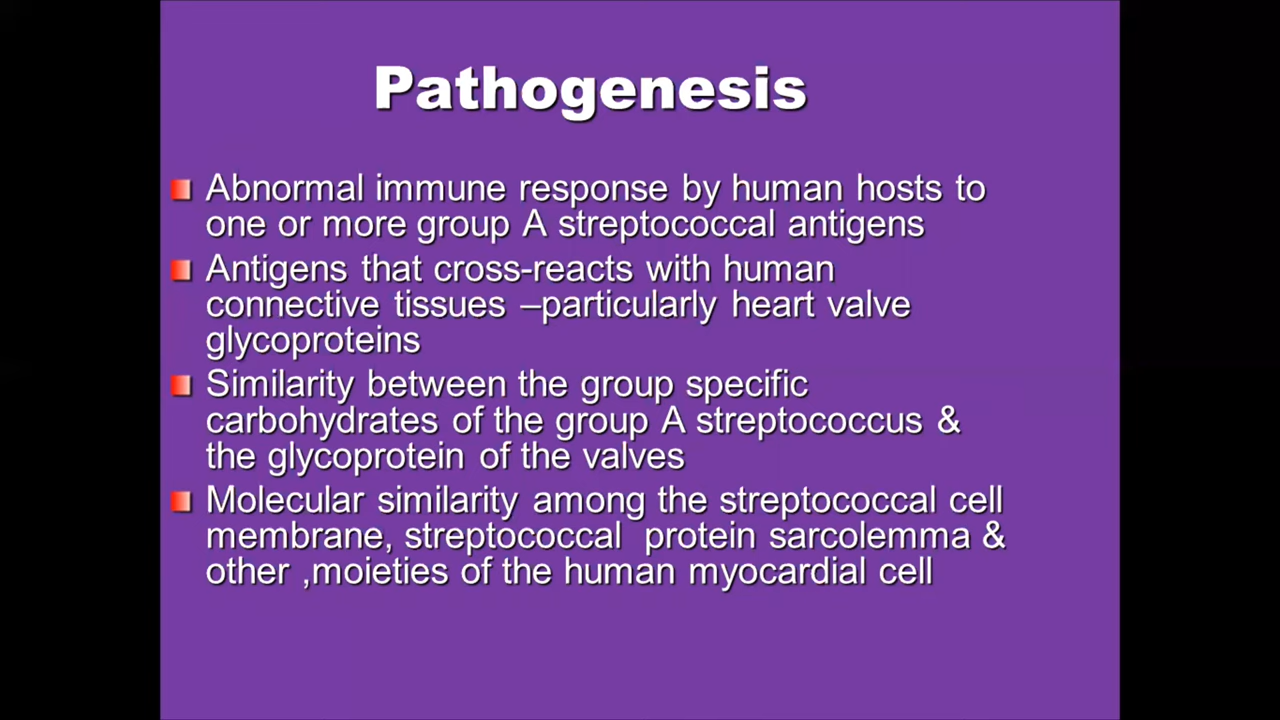 Pathogenesis
Abnormal immune response by human hosts to
one or more group A streptococcal antigens
Antigens that cross-reacts with human
connective tissues –particularly heart valve
glycoproteins
Similarity between the group specific
carbohydrates of the group A streptococcus &
the glycoprotein of the valves
Molecular similarity among the streptococcal cell
membrane, streptococcal  protein sarcolemma &
other ,moieties of the human myocardial cell